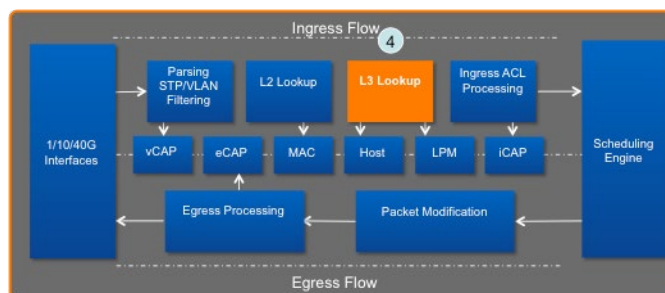 Ingress Flow
4
Parsing
STP/VLAN
Filtering
L2 Lookup
L3 Lookup
Ingress ACL
Processing
1/10/40G
Interfaces
vCAP
eCAP
MAC
Host
LPM
iCAP
Scheduling
Engine
Egress Processing
Packet Modification
Egress Flow